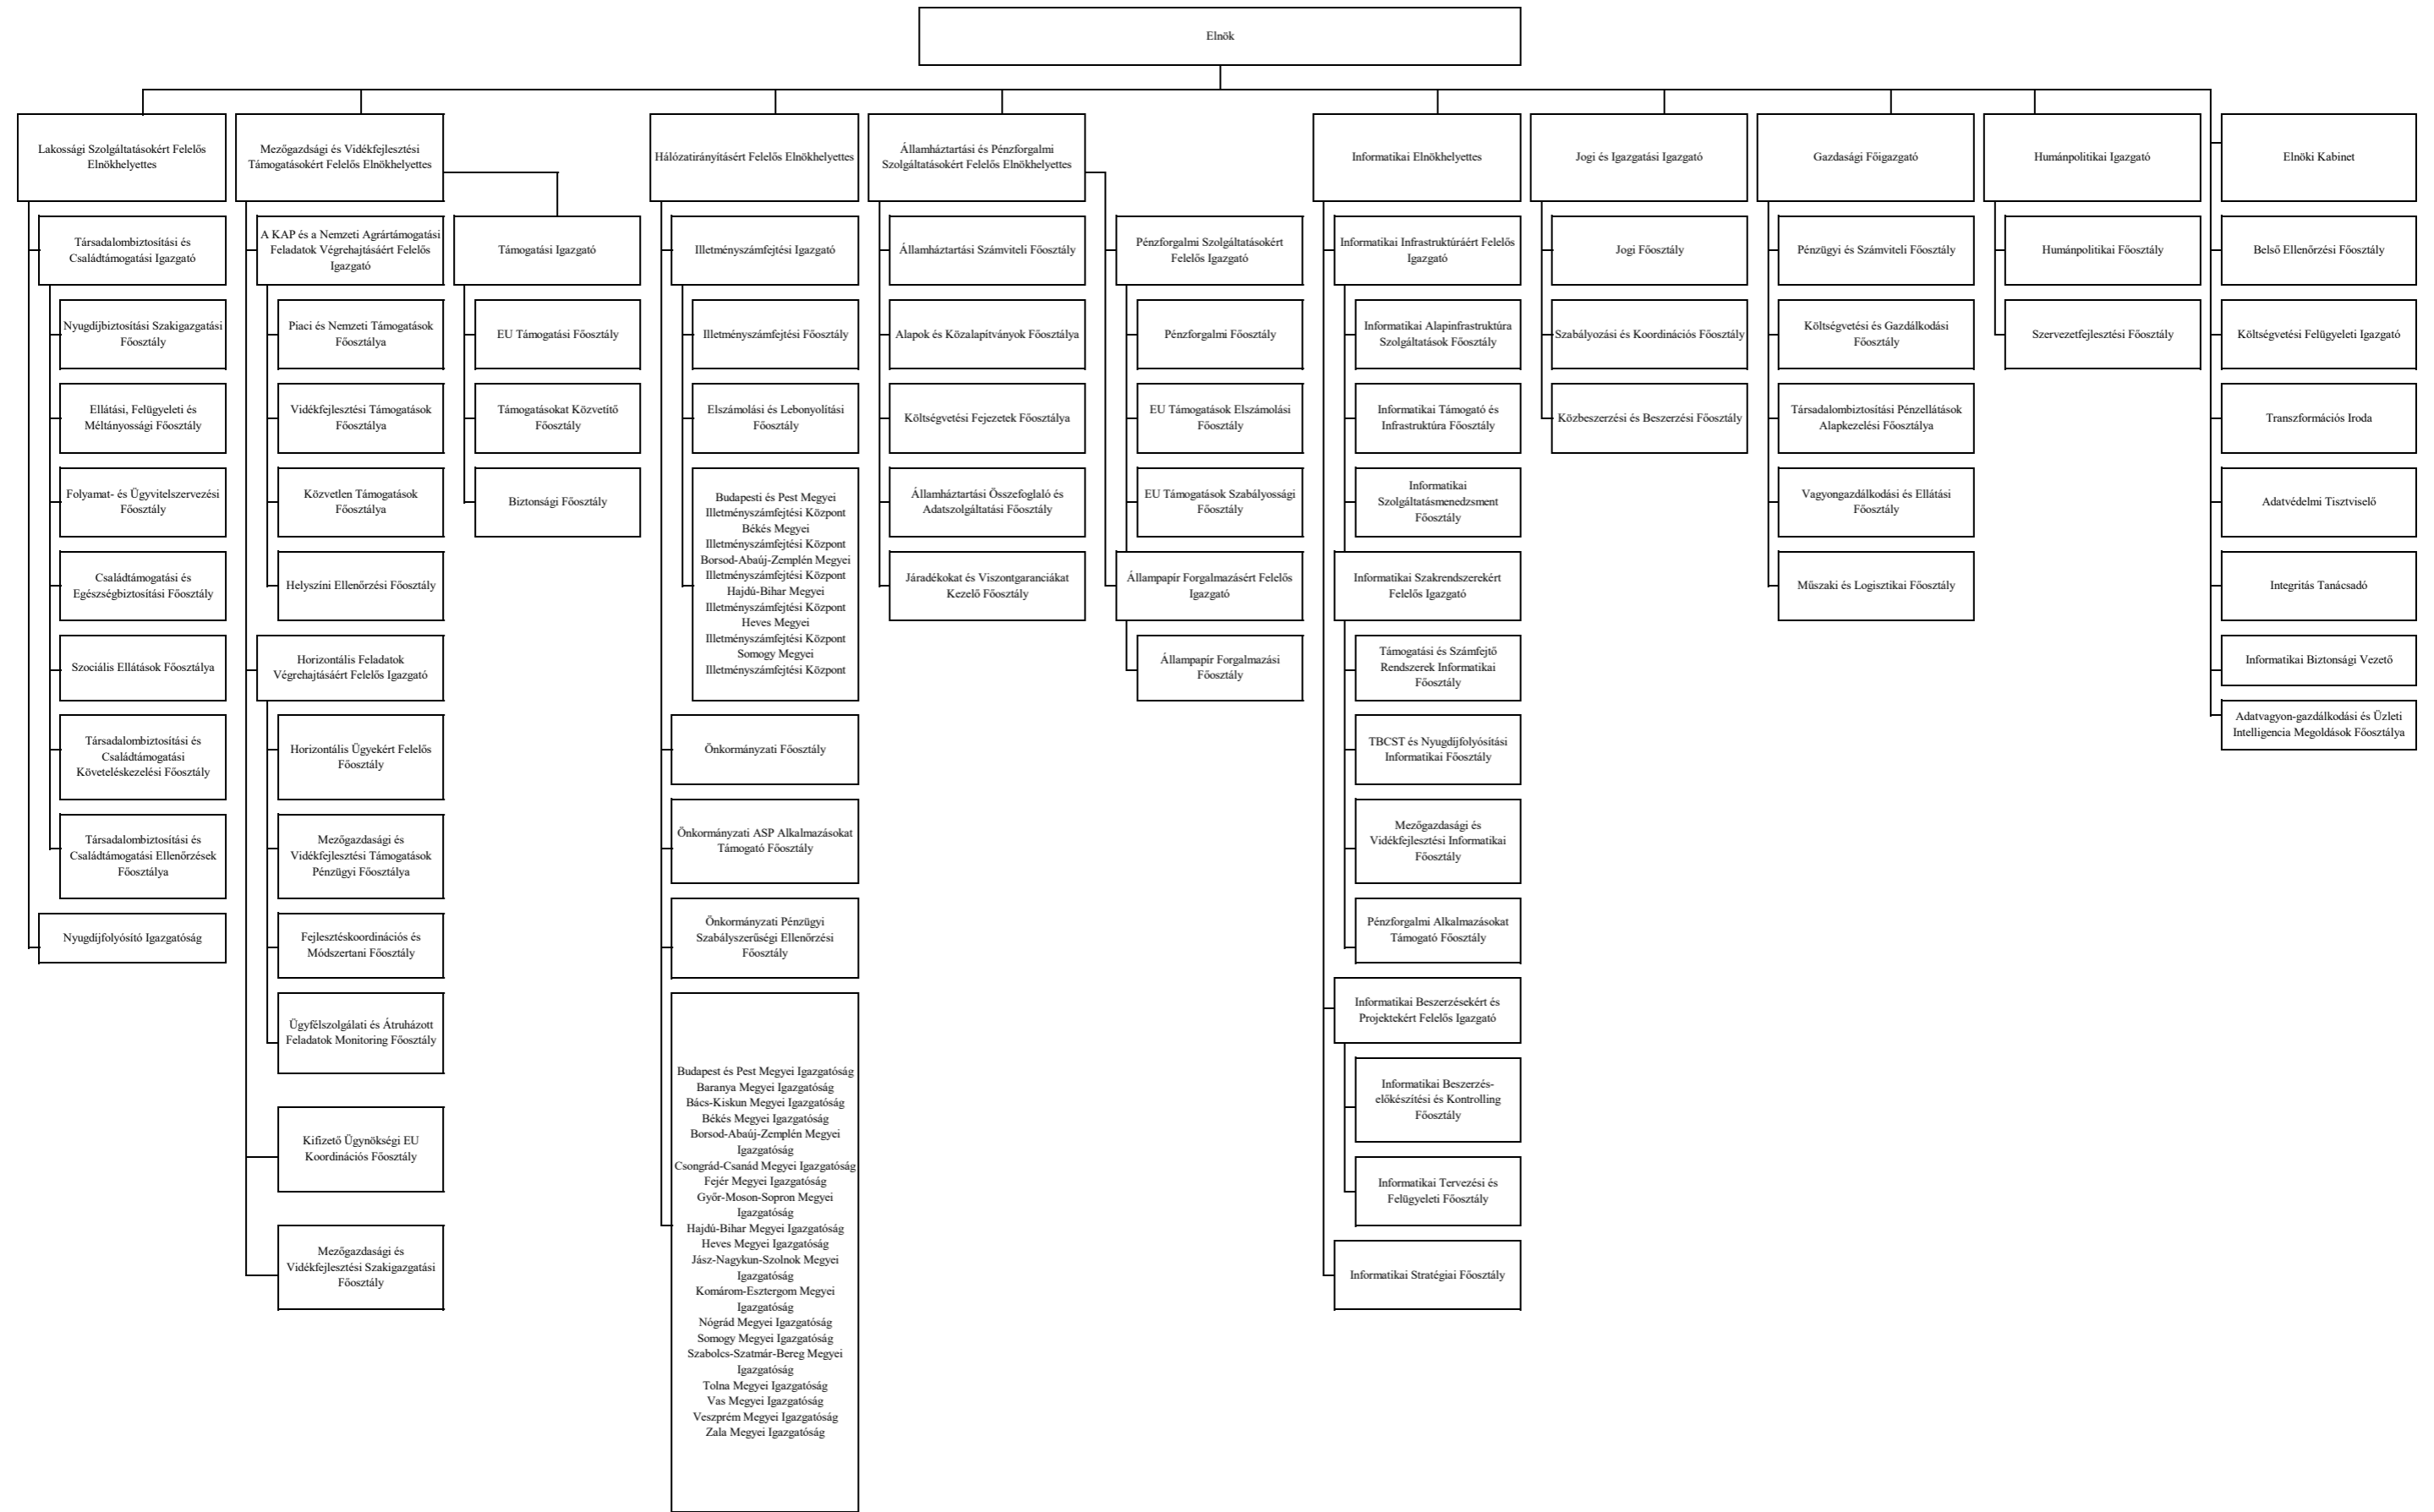 Elnök
Lakossági Szolgáltatásokért Felelős
Elnökhelyettes
Társadalombiztosítási és
Családtámogatási Igazgató
Nyugdíjbiztosítási Szakigazgatási
Főosztály
Ellátási, Felügyeleti és
Méltányossági Főosztály
Folyamat- és Ügyvitelszervezési
Főosztály
Családtámogatási és
Egészségbiztosítási Főosztály
Szociális Ellátások Főosztálya
Társadalombiztosítási és
Családtámogatási
Követeléskezelési Főosztály
Társadalombiztosítási és
Családtámogatási Ellenőrzések
Főosztálya
Nyugdíjfolyósító Igazgatóság
Mezőgazdsági és Vidékfejlesztési
Támogatásokért Felelős Elnökhelyettes
A KAP és a Nemzeti Agrártámogatási
Feladatok Végrehajtásáért Felelős
Igazgató
Piaci és Nemzeti Támogatások
Főosztálya
Vidékfejlesztési Támogatások
Főosztálya
Közvetlen Támogatások
Főosztálya
Helyszíni Ellenőrzési Főosztály
Horizontális Feladatok
Végrehajtásáért Felelős Igazgató
Horizontális Ügyekért Felelős
Főosztály
Mezőgazdasági és
Vidékfejlesztési Támogatások
Pénzügyi Főosztálya
Fejlesztéskoordinációs és
Módszertani Főosztály
Ügyfélszolgálati és Átruházott
Feladatok Monitoring Főosztály
Kifizető Ügynökségi EU
Koordinációs Főosztály
Mezőgazdasági és
Vidékfejlesztési Szakigazgatási
Főosztály
Támogatási Igazgató
EU Támogatási Főosztály
Támogatásokat Közvetítő
Főosztály
Biztonsági Főosztály
Hálózatirányításért Felelős Elnökhelyettes
Illetményszámfejtési Igazgató
Illetményszámfejtési Főosztály
Elszámolási és Lebonyolítási
Főosztály
Budapesti és Pest Megyei
Illetményszámfejtési Központ
Békés Megyei
Illetményszámfejtési Központ
Borsod-Abaúj-Zemplén Megyei
Illetményszámfejtési Központ
Hajdú-Bihar Megyei
Illetményszámfejtési Központ
Heves Megyei
Illetményszámfejtési Központ
Somogy Megyei
Illetményszámfejtési Központ
Önkormányzati Főosztály
Önkormányzati ASP Alkalmazásokat
Támogató Főosztály
Önkormányzati Pénzügyi
Szabályszerűségi Ellenőrzési
Főosztály
Budapest és Pest Megyei Igazgatóság
Baranya Megyei Igazgatóság
Bács-Kiskun Megyei Igazgatóság
Békés Megyei Igazgatóság
Borsod-Abaúj-Zemplén Megyei
Igazgatóság
Csongrád-Csanád Megyei Igazgatóság
Fejér Megyei Igazgatóság
Győr-Moson-Sopron Megyei
Igazgatóság
Hajdú-Bihar Megyei Igazgatóság
Heves Megyei Igazgatóság
Jász-Nagykun-Szolnok Megyei
Igazgatóság
Komárom-Esztergom Megyei
Igazgatóság
Nógrád Megyei Igazgatóság
Somogy Megyei Igazgatóság
Szabolcs-Szatmár-Bereg Megyei
Igazgatóság
Tolna Megyei Igazgatóság
Vas Megyei Igazgatóság
Veszprém Megyei Igazgatóság
Zala Megyei Igazgatóság
Államháztartási és Pénzforgalmi
Szolgáltatásokért Felelős Elnökhelyettes
Államháztartási Számviteli Főosztály
Alapok és Közalapítványok Főosztálya
Költségvetési Fejezetek Főosztálya
Államháztartási Összefoglaló és
Adatszolgáltatási Főosztály
Járadékokat és Viszontgaranciákat
Kezelő Főosztály
Pénzforgalmi Szolgáltatásokért
Felelős Igazgató
Pénzforgalmi Főosztály
EU Támogatások Elszámolási
Főosztály
EU Támogatások Szabályossági
Főosztály
Állampapír Forgalmazásért Felelős
Igazgató
Állampapír Forgalmazási
Főosztály
Informatikai Elnökhelyettes
Informatikai Infrastruktúráért Felelős
Igazgató
Informatikai Alapinfrastruktúra
Szolgáltatások Főosztály
Informatikai Támogató és
Infrastruktúra Főosztály
Informatikai
Szolgáltatásmenedzsment
Főosztály
Informatikai Szakrendszerekért
Felelős Igazgató
Támogatási és Számfejtő
Rendszerek Informatikai
Főosztály
TBCST és Nyugdíjfolyósítási
Informatikai Főosztály
Mezőgazdasági és
Vidékfejlesztési Informatikai
Főosztály
Pénzforgalmi Alkalmazásokat
Támogató Főosztály
Informatikai Beszerzésekért és
Projektekért Felelős Igazgató
Informatikai Beszerzés-
előkészítési és Kontrolling
Főosztály
Informatikai Tervezési és
Felügyeleti Főosztály
Informatikai Stratégiai Főosztály
Jogi és Igazgatási Igazgató
Jogi Főosztály
Szabályozási és Koordinációs Főosztály
Közbeszerzési és Beszerzési Főosztály
Gazdasági Főigazgató
Pénzügyi és Számviteli Főosztály
Költségvetési és Gazdálkodási
Főosztály
Társadalombiztosítási Pénzellátások
Alapkezelési Főosztálya
Vagyongazdálkodási és Ellátási
Főosztály
Műszaki és Logisztikai Főosztály
Humánpolitikai Igazgató
Humánpolitikai Főosztály
Szervezetfejlesztési Főosztály
Elnöki Kabinet
Belső Ellenőrzési Főosztály
Költségvetési Felügyeleti Igazgató
Transzformációs Iroda
Adatvédelmi Tisztviselő
Integritás Tanácsadó
Informatikai Biztonsági Vezető
Adatvagyon-gazdálkodási és Üzleti
Intelligencia Megoldások Főosztálya